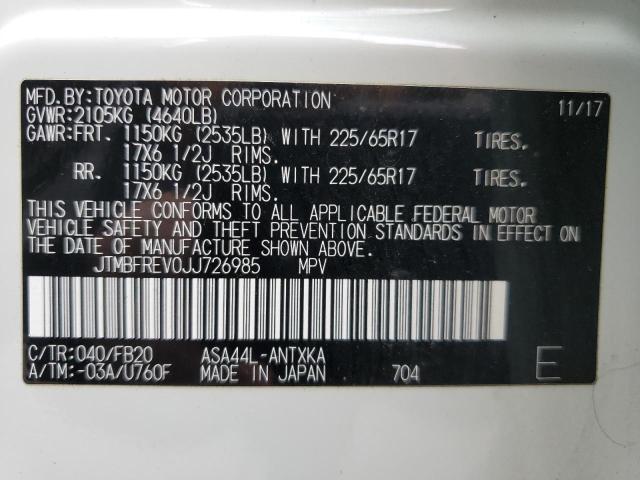 MFD.BY:TOYOTA MOTOR CORPORATION 11/17
GVWR:2105KG (4640LB)
GAWR:FRT. 1150KG (2535LB) WITH 225/65R17 TIRES.
17X6 1/2J RIMS.
RR. 1150KG (2535LB) WITH 225/65R17 TIRES.
17X6 1/2J RIMS.
THIS VEHICLE CONFORMS TO ALL APPLICABLE FEDERAL MOTOR
VEHICLE SAFETY AND THEFT PREVENTION STANDARDS IN EFFECT ON
THE DATE OF MANUFACTURE SHOWN ABOVE.
JTMBFREV0JJ726985 MPV
C/TR:040/FB20 ASA44L-ANTXKA
A/TM:-03A/U760F MADE IN JAPAN 704 E